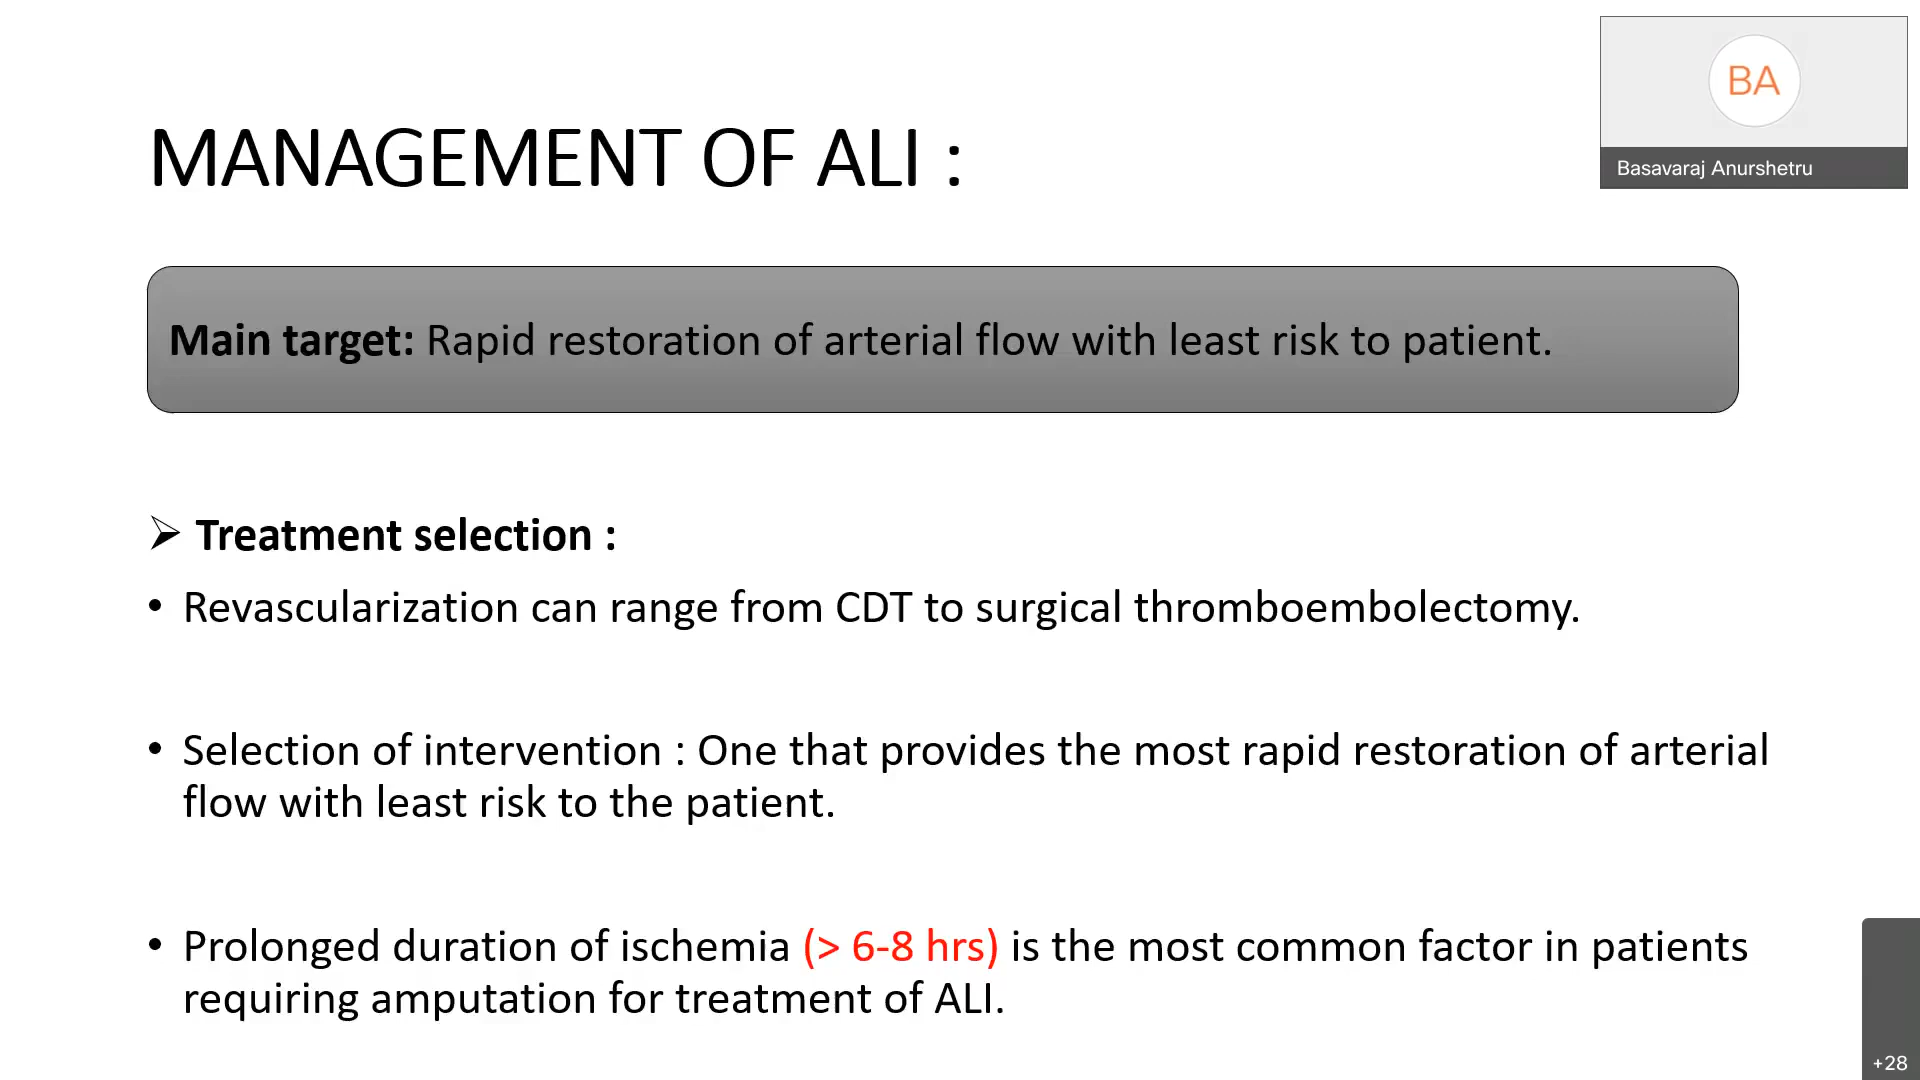 BA
Basavaraj Anurshetru
MANAGEMENT OF ALI :
Main target: Rapid restoration of arterial flow with least risk to patient.
➢ Treatment selection :
• Revascularization can range from CDT to surgical thromboembolectomy.
• Selection of intervention : One that provides the most rapid restoration of arterial
flow with least risk to the patient.
• Prolonged duration of ischemia (> 6-8 hrs) is the most common factor in patients
requiring amputation for treatment of ALI.
+28